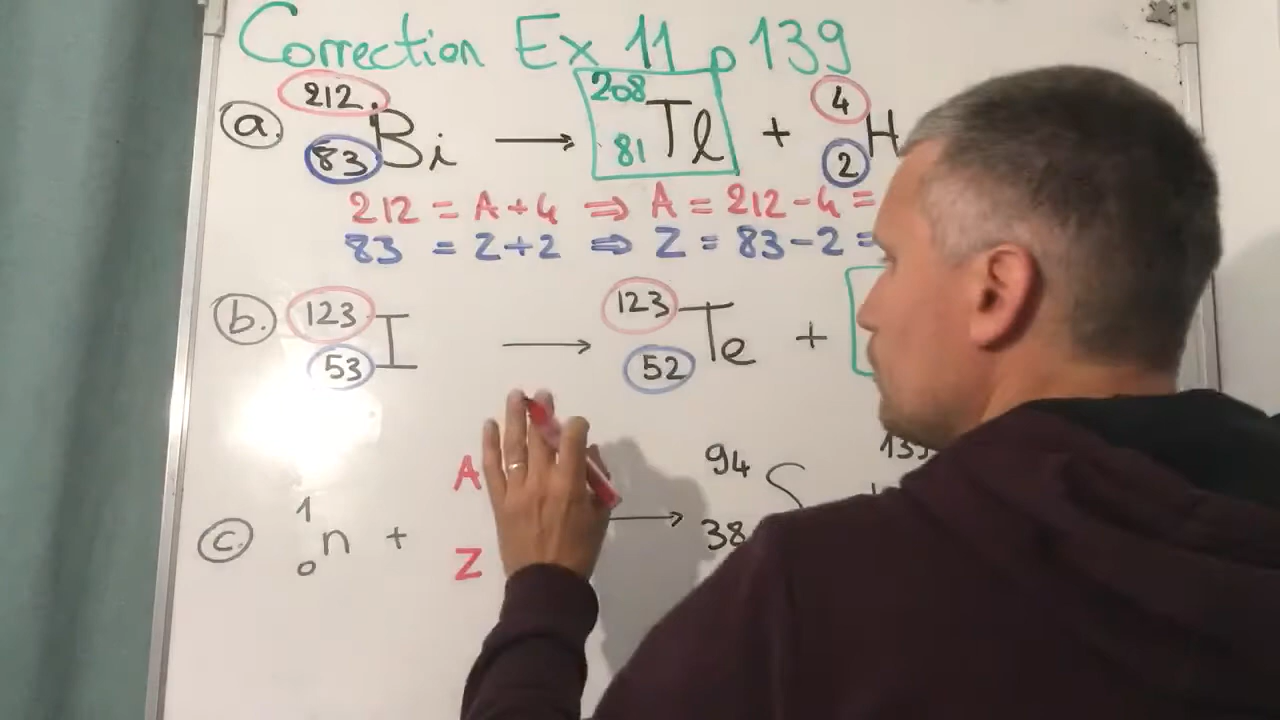 Correction Ex 11 p 139
a. 212 83 Bi → 208 81 Tl + 4 2 H
212 = A + 4 ⇒ A = 212 - 4 =
83 = Z + 2 ⇒ Z = 83 - 2 =
b. 123 53 I → 123 52 Te +
c. 1 0 n + A Z → 94 38 S